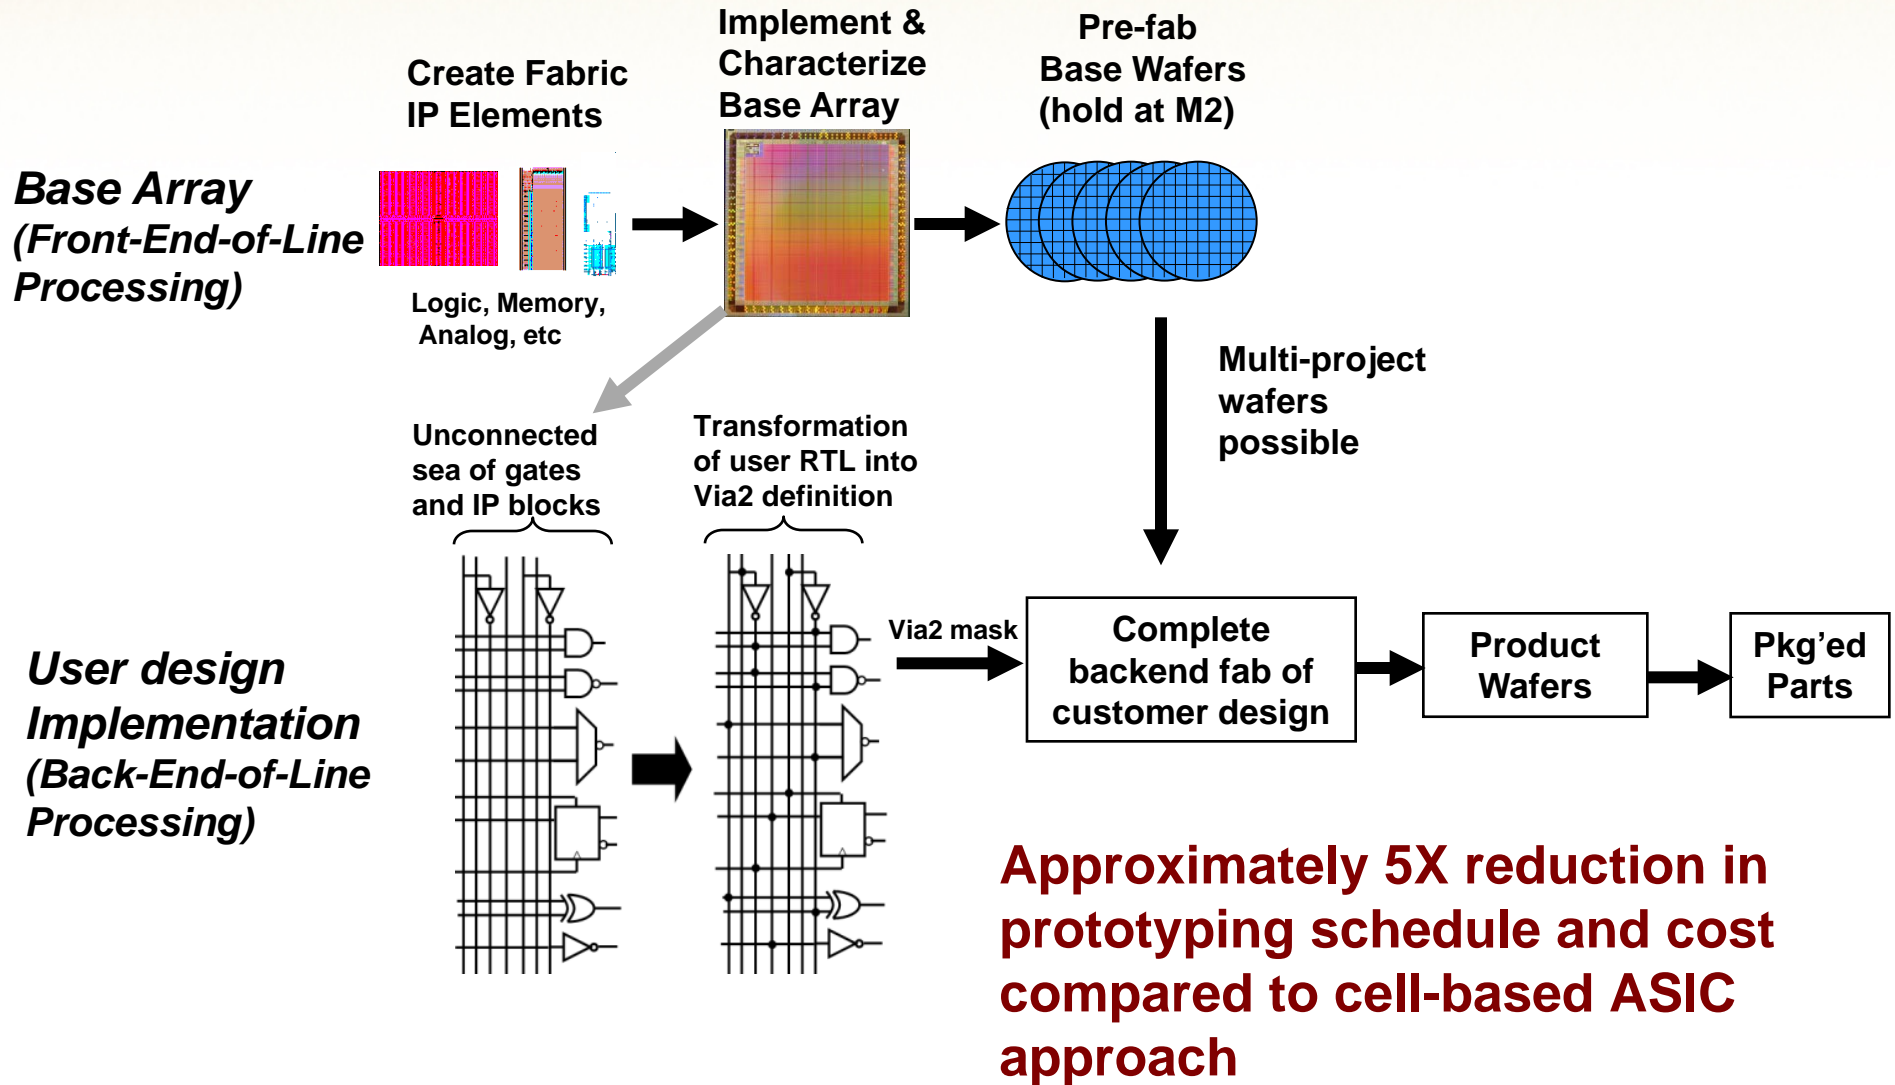 Create Fabric
IP Elements
Implement &
Characterize
Base Array
Pre-fab
Base Wafers
(hold at M2)
Base Array
(Front-End-of-Line
Processing)
Logic, Memory,
Analog, etc
Multi-project
wafers
possible
Unconnected
sea of gates
and IP blocks
Transformation
of user RTL into
Via2 definition
User design
Implementation
(Back-End-of-Line
Processing)
Via2 mask
Complete
backend fab of
customer design
Product
Wafers
Pkg’ed
Parts
Approximately 5X reduction in
prototyping schedule and cost
compared to cell-based ASIC
approach